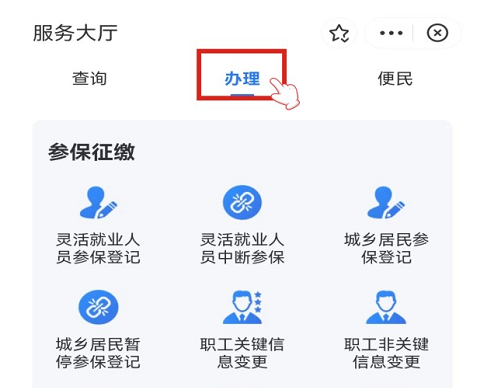 服务大厅
查询 办理 便民
参保征缴
灵活就业人 灵活就业人 城乡居民参
员参保登记 员中断参保 保登记
城乡居民暂 职工关键信 职工非关键
停参保登记 息变更 信息变更